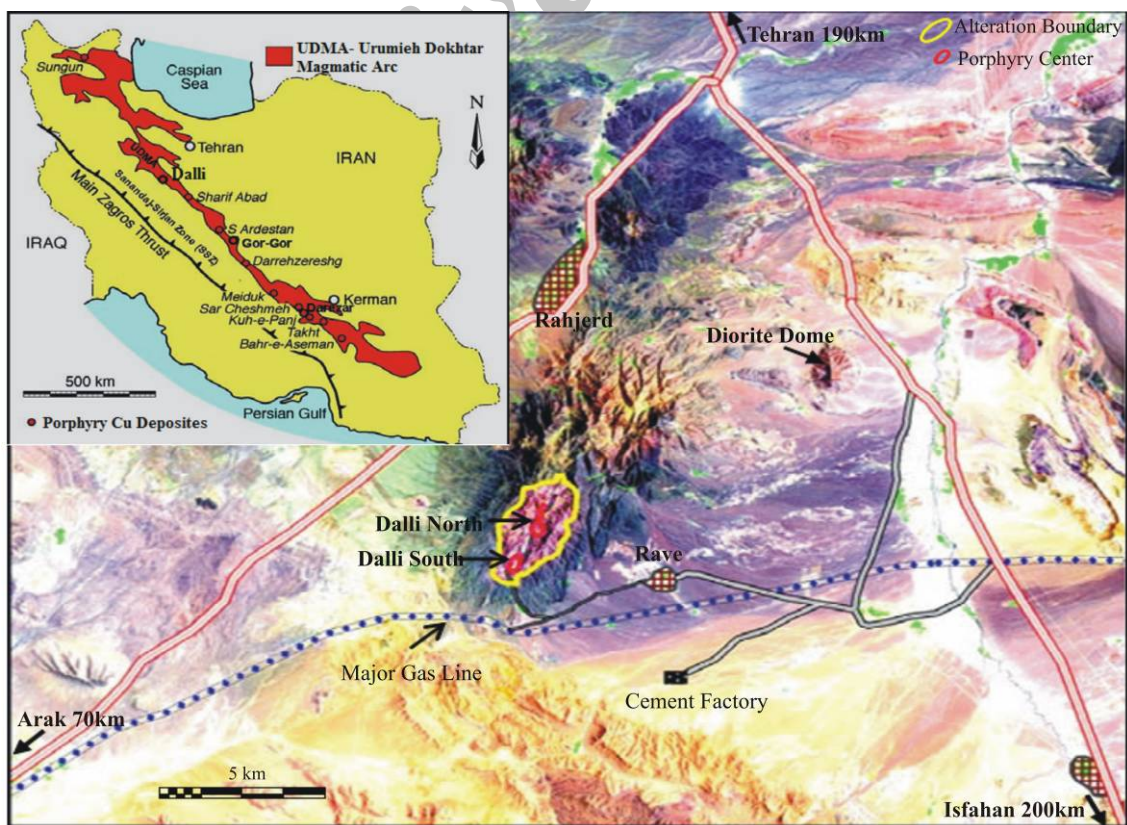 UDMA- Urumieh Dokhtar
Magmatic Arc
Sungun
Caspian
Sea
N
Tehran
IRAN
UDMA
Dalli
Sharif Abad
Sanandaj-Sirjan Zone (SSZ)
Main Zagros Thrust
IRAQ
S Ardestan
Gor-Gor
Darrehzereshg
Meiduk
Kerman
Sar Cheshmeh
Darezar
Kuh-e-Panj
Takht
Bahr-e-Aseman
500 km
Persian Gulf
Porphyry Cu Deposites
Tehran 190km
Alteration Boundary
Porphyry Center
Rahjerd
Diorite Dome
Dalli North
Dalli South
Rave
Major Gas Line
Cement Factory
Arak 70km
5 km
Isfahan 200km